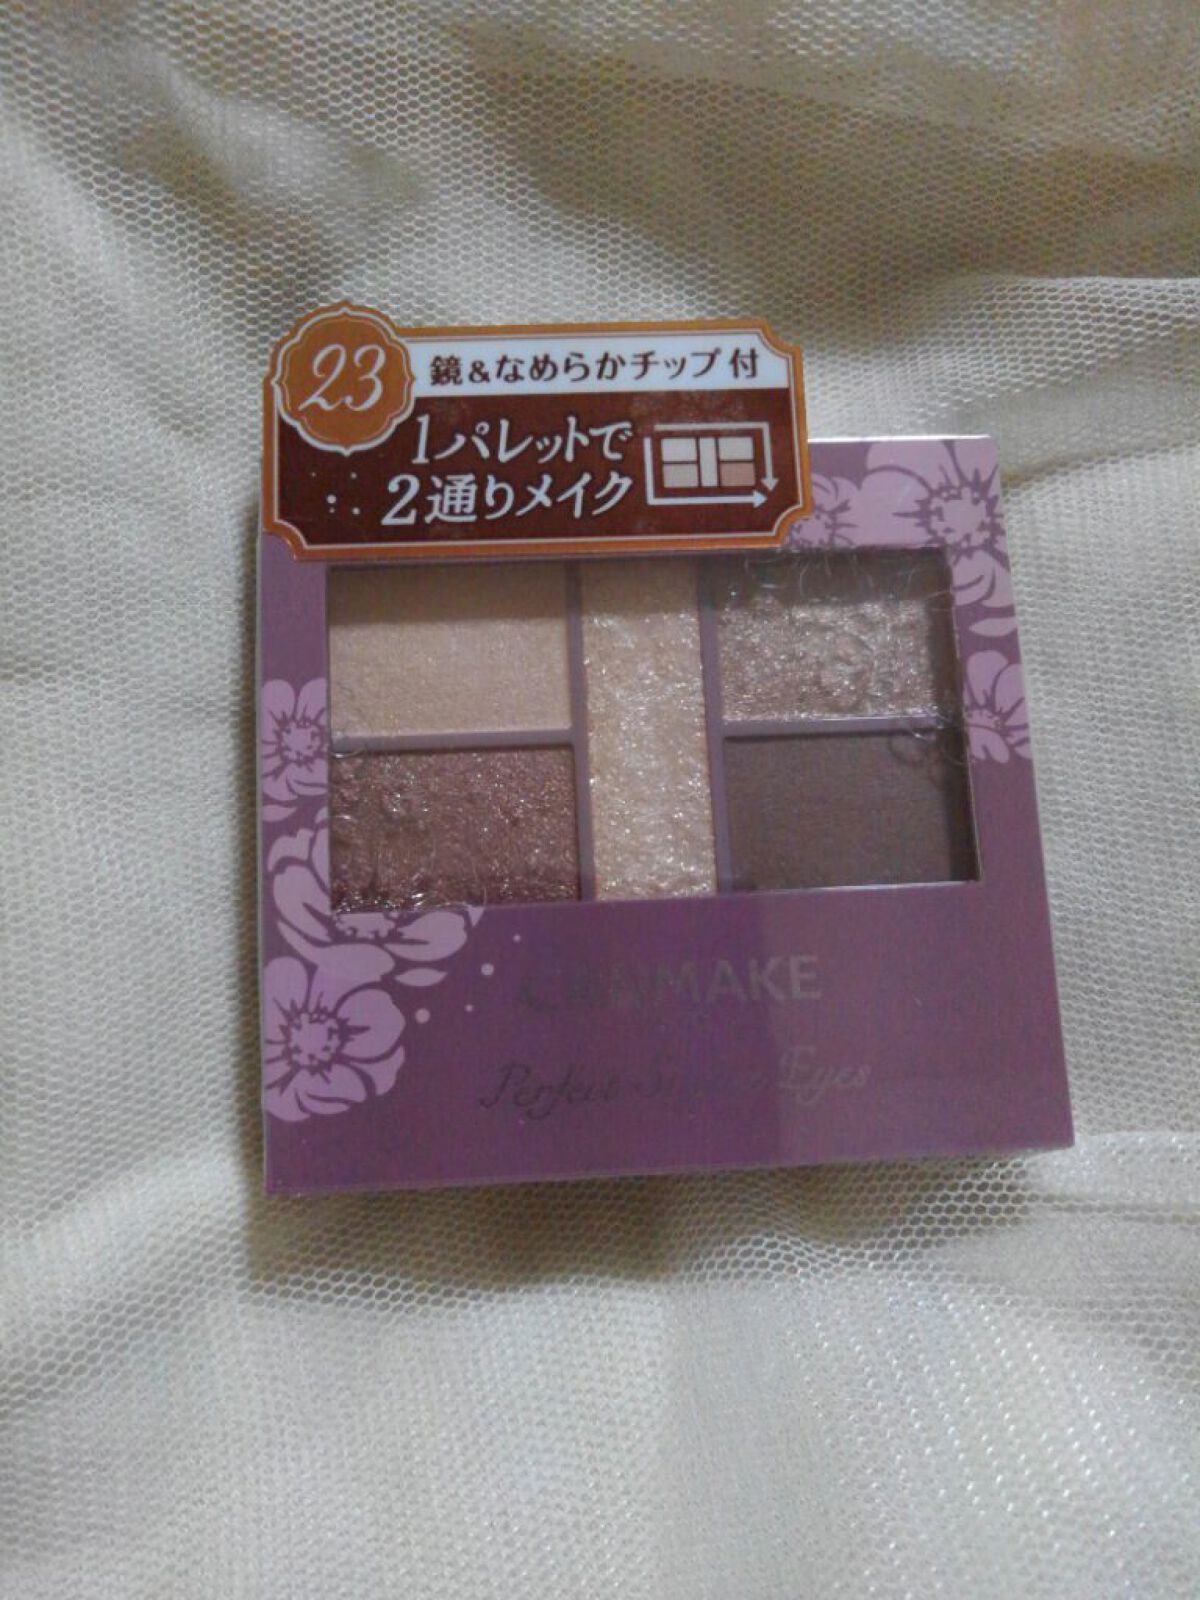 23
鏡&なめらかチップ付
1パレットで
2通りメイク
CANMAKE
Perfect Stylist Eyes